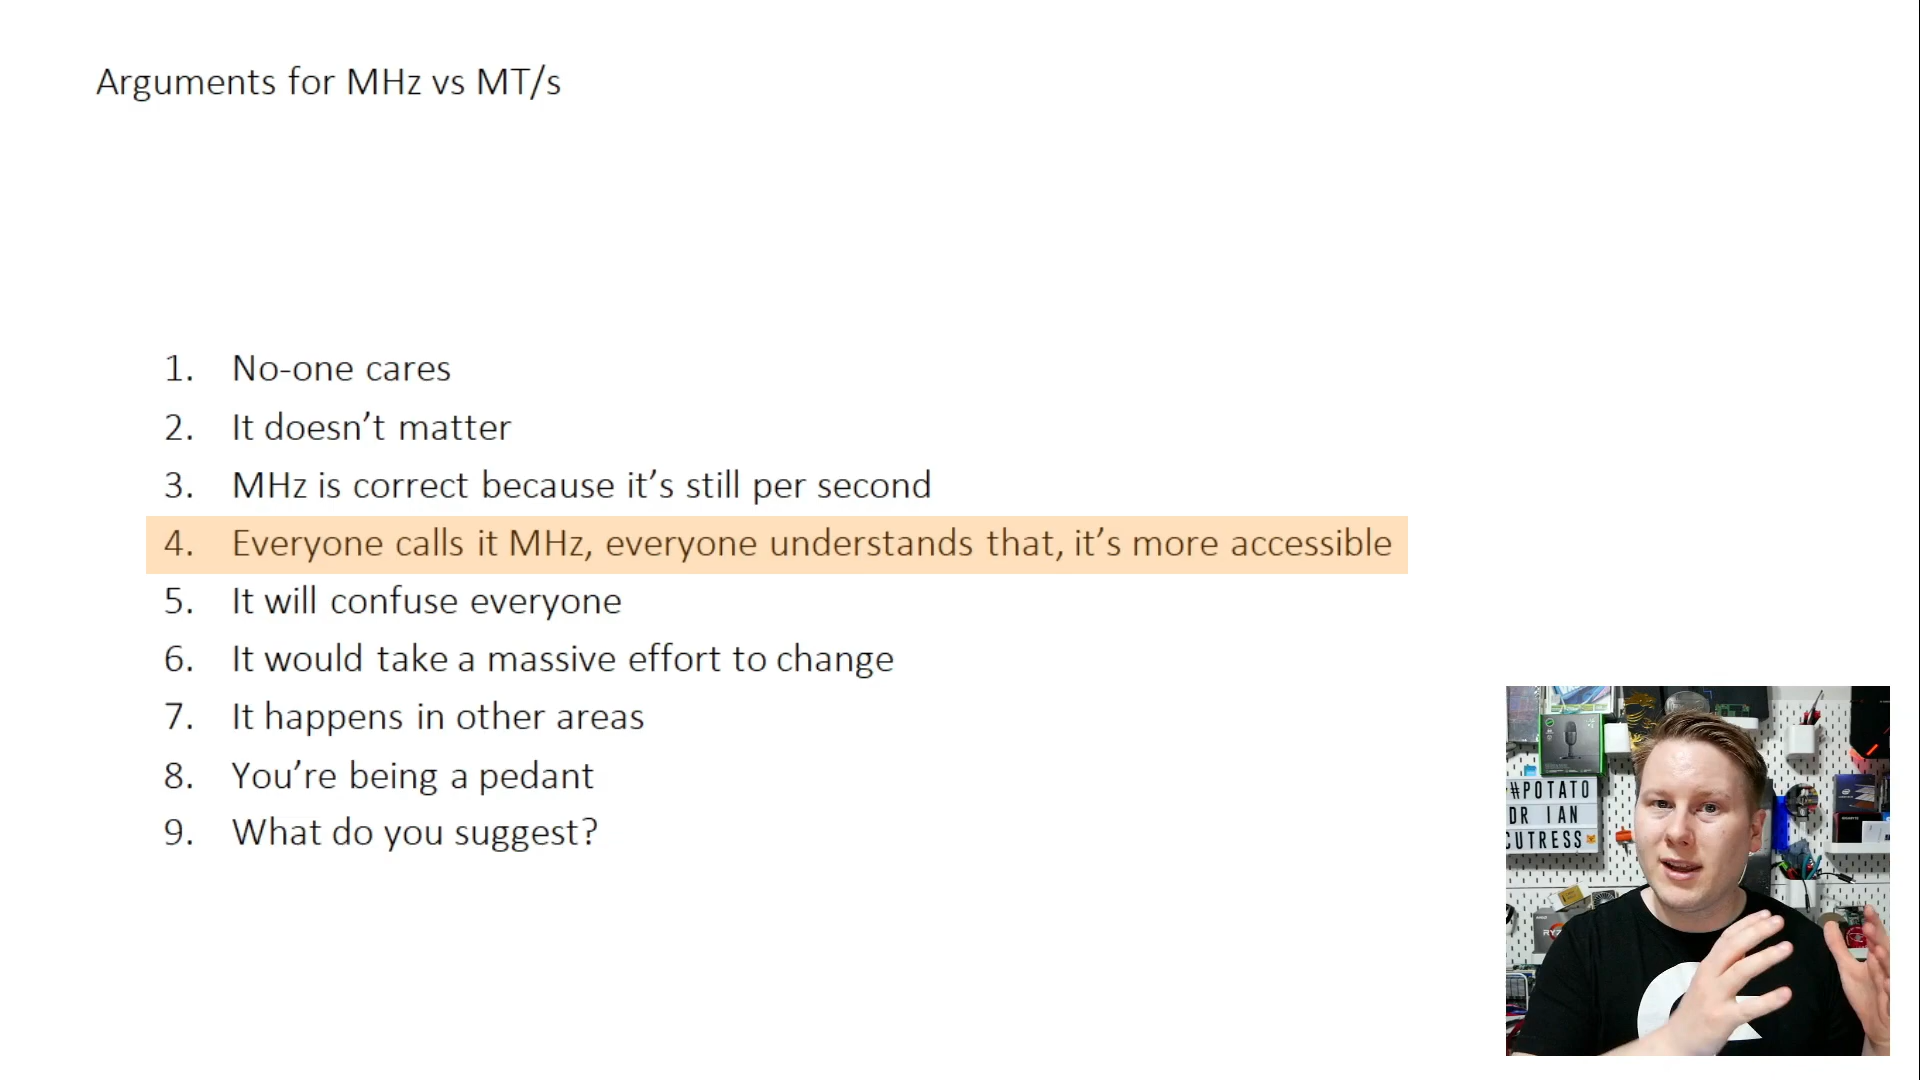 Arguments for MHz vs MT/s
1. No-one cares
2. It doesn’t matter
3. MHz is correct because it’s still per second
4. Everyone calls it MHz, everyone understands that, it’s more accessible
5. It will confuse everyone
6. It would take a massive effort to change
7. It happens in other areas
8. You’re being a pedant
9. What do you suggest?
#POTATO
DR IAN
CUTRESS